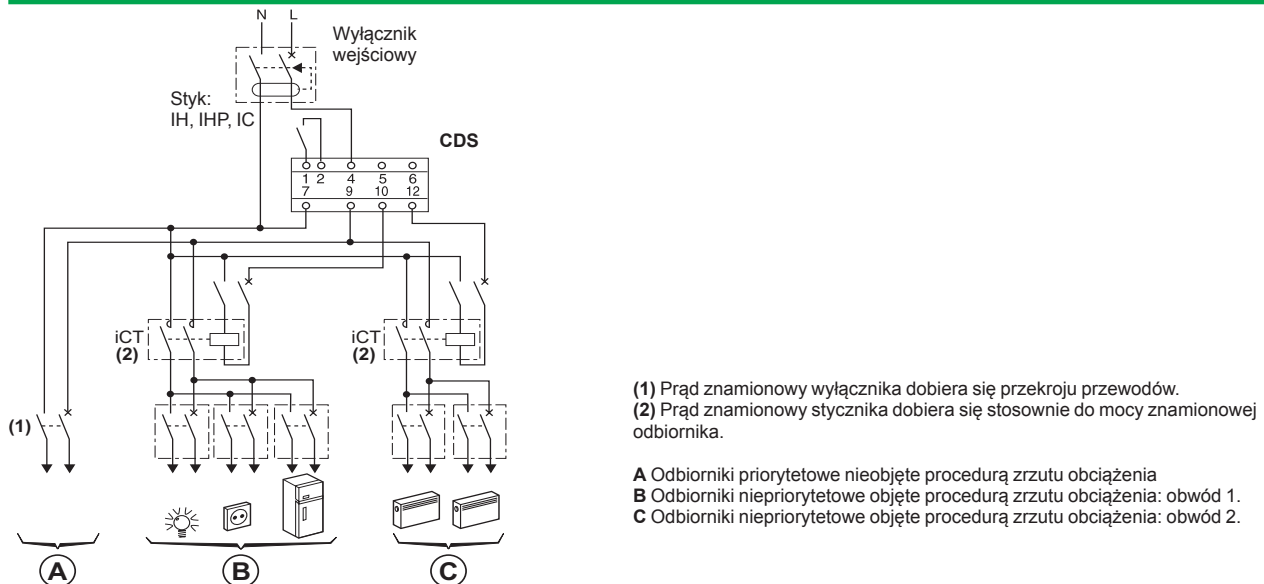 N L
Wyłącznik
wejściowy
Styk:
IH, IHP, IC
CDS
1 2 4 5 6
7 9 10 12
iCT
(2)
iCT
(2)
(1)
A
B
C
(1) Prąd znamionowy wyłącznika dobiera się przekroju przewodów.
(2) Prąd znamionowy stycznika dobiera się stosownie do mocy znamionowej
odbiornika.
A Odbiorniki priorytetowe nieobjęte procedurą zrzutu obciążenia
B Odbiorniki niepriorytetowe objęte procedurą zrzutu obciążenia: obwód 1.
C Odbiorniki niepriorytetowe objęte procedurą zrzutu obciążenia: obwód 2.